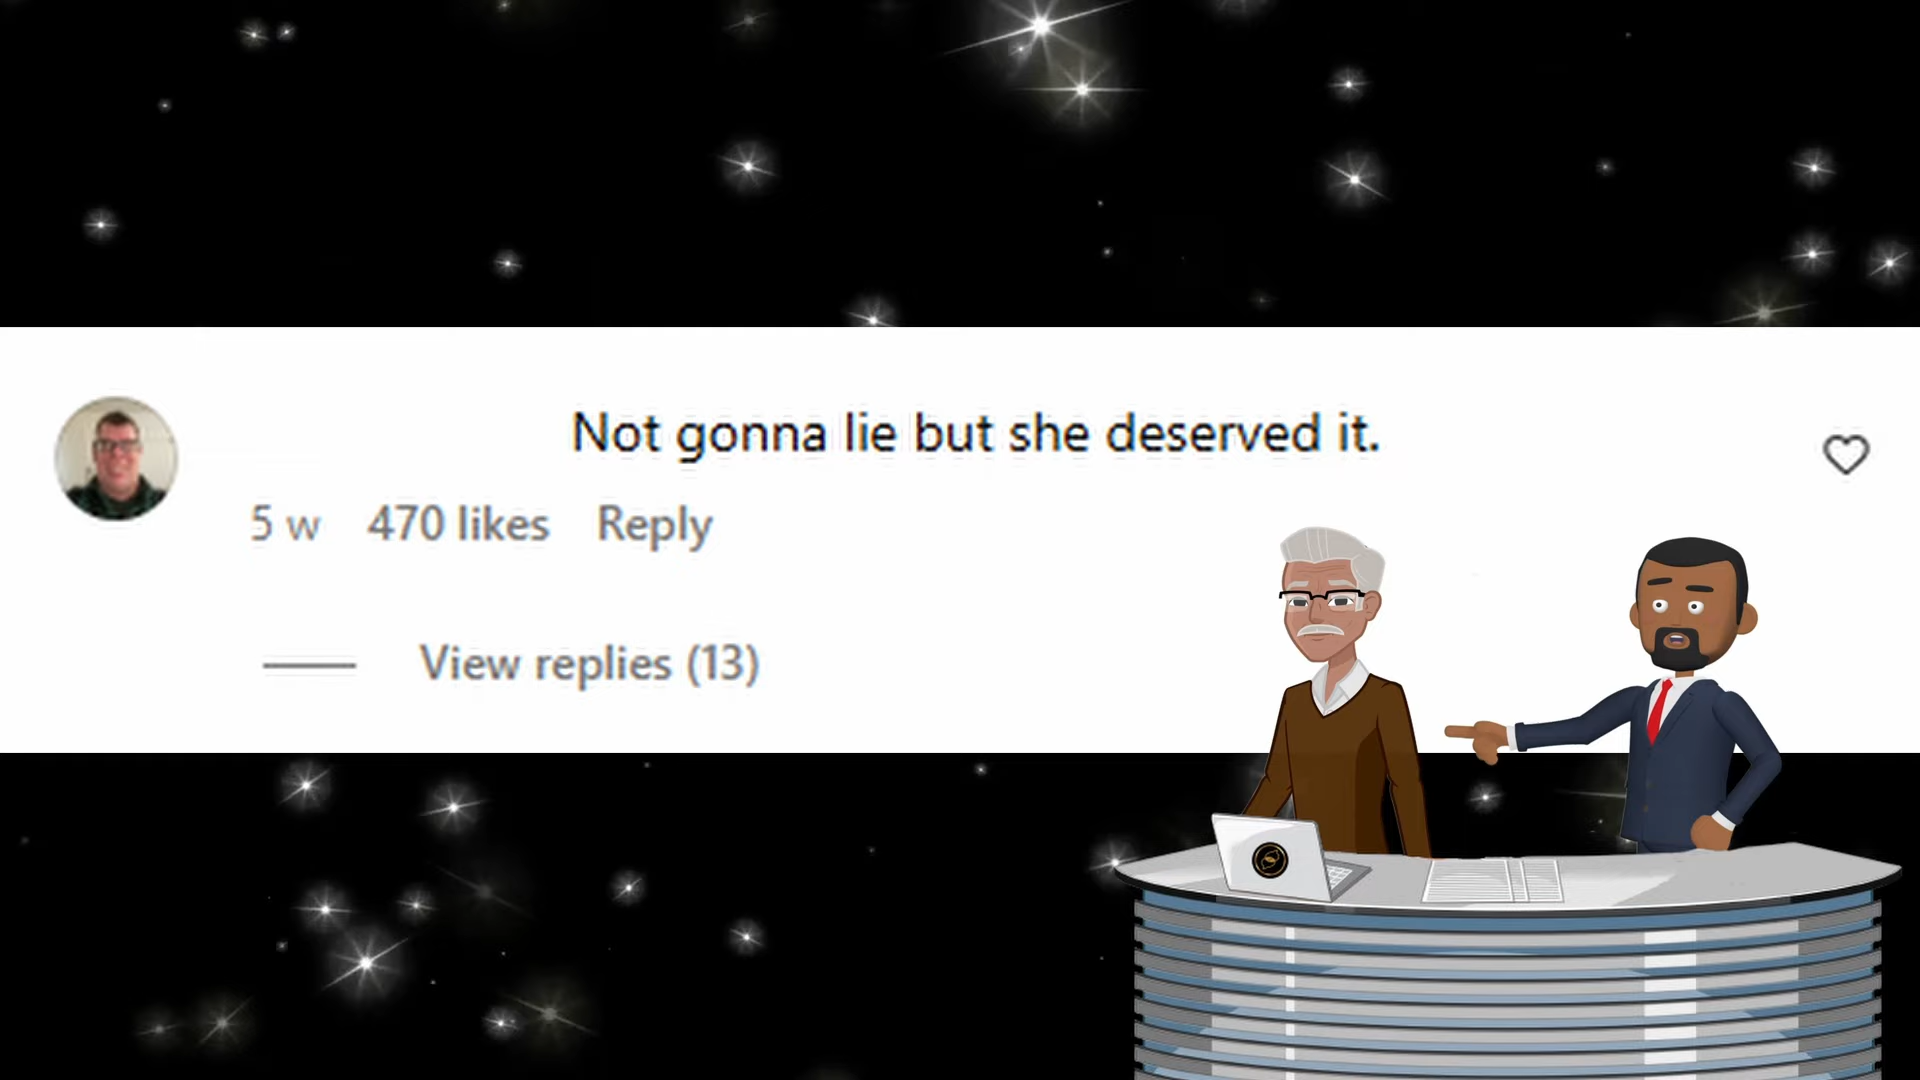 Not gonna lie but she deserved it.
5 w 470 likes Reply
View replies (13)